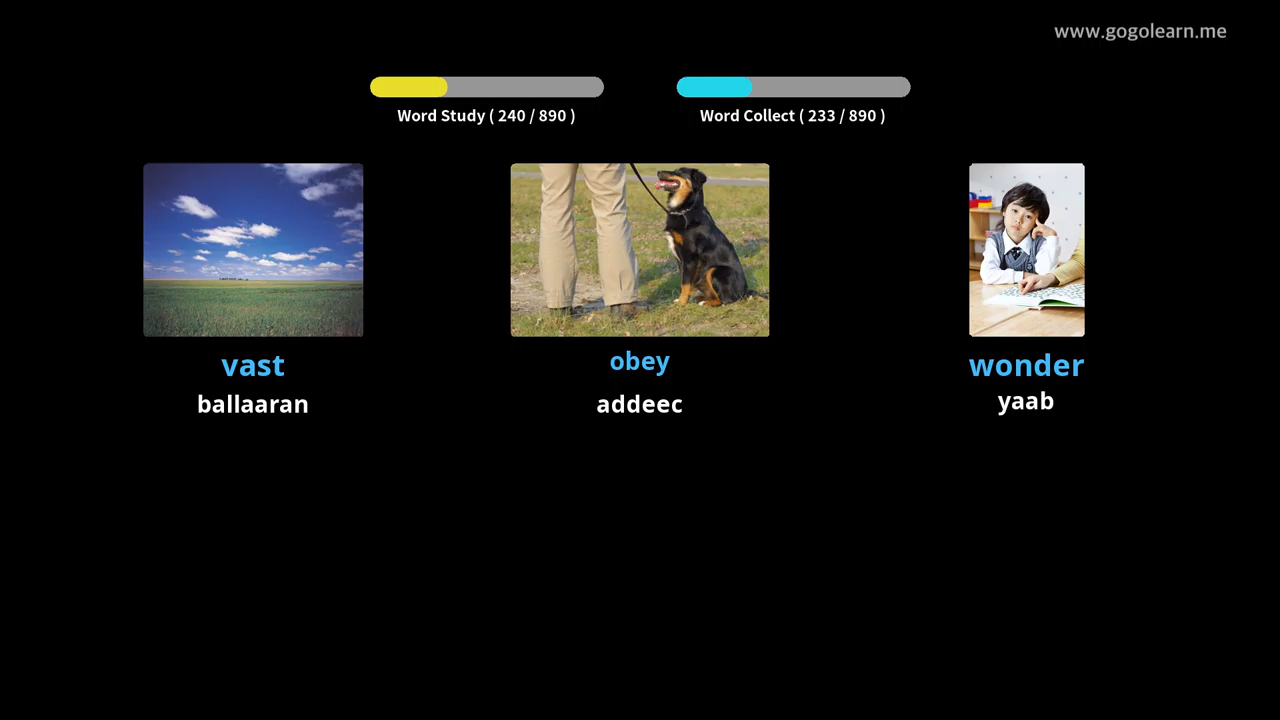 www.gogolearn.me
Word Study ( 240 / 890 )
Word Collect ( 233 / 890 )
vast
ballaaran
obey
addeec
wonder
yaab